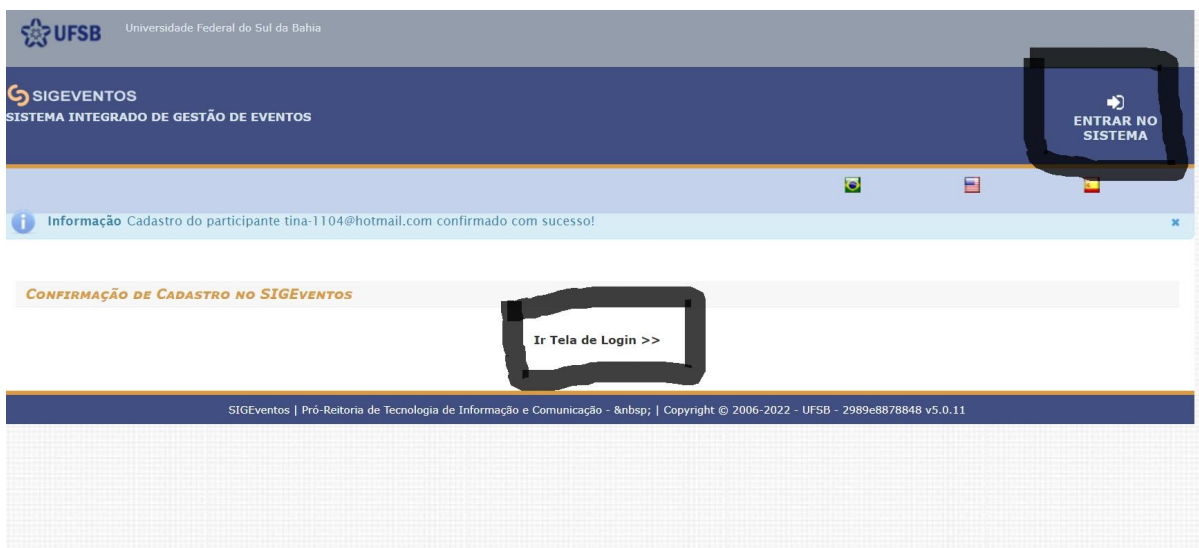 UFSB
Universidade Federal do Sul da Bahia
SIGEVENTOS
SISTEMA INTEGRADO DE GESTÃO DE EVENTOS
ENTRAR NO
SISTEMA
Informação Cadastro do participante tina-1104@hotmail.com confirmado com sucesso!
CONFIRMAÇÃO DE CADASTRO NO SIGEVENTOS
Ir Tela de Login >>
SIGEventos | Pró-Reitoria de Tecnologia de Informação e Comunicação - &nbsp; | Copyright © 2006-2022 - UFSB - 2989e8878848 v5.0.11